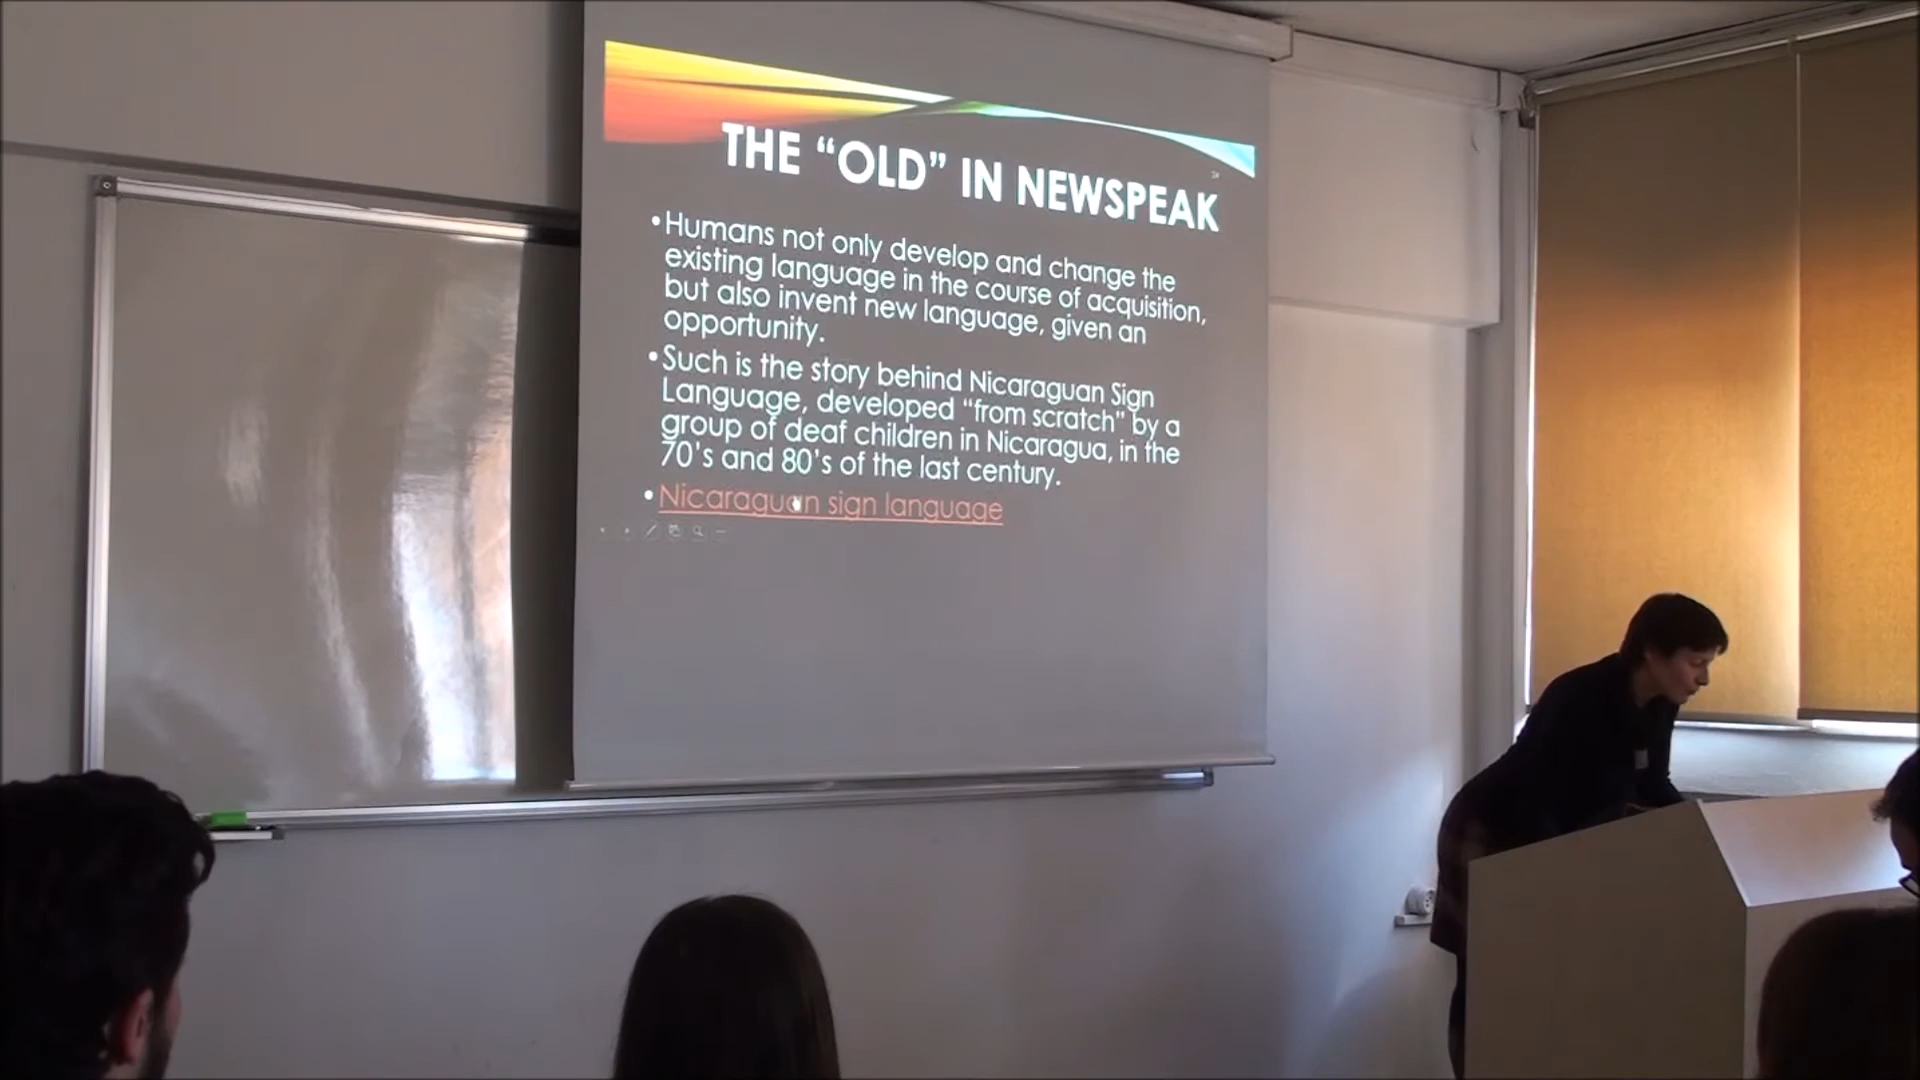 THE “OLD” IN NEWSPEAK
•Humans not only develop and change the
existing language in the course of acquisition,
but also invent new language, given an
opportunity.
•Such is the story behind Nicaraguan Sign
Language, developed “from scratch” by a
group of deaf children in Nicaragua, in the
70’s and 80’s of the last century.
•Nicaraguan sign language